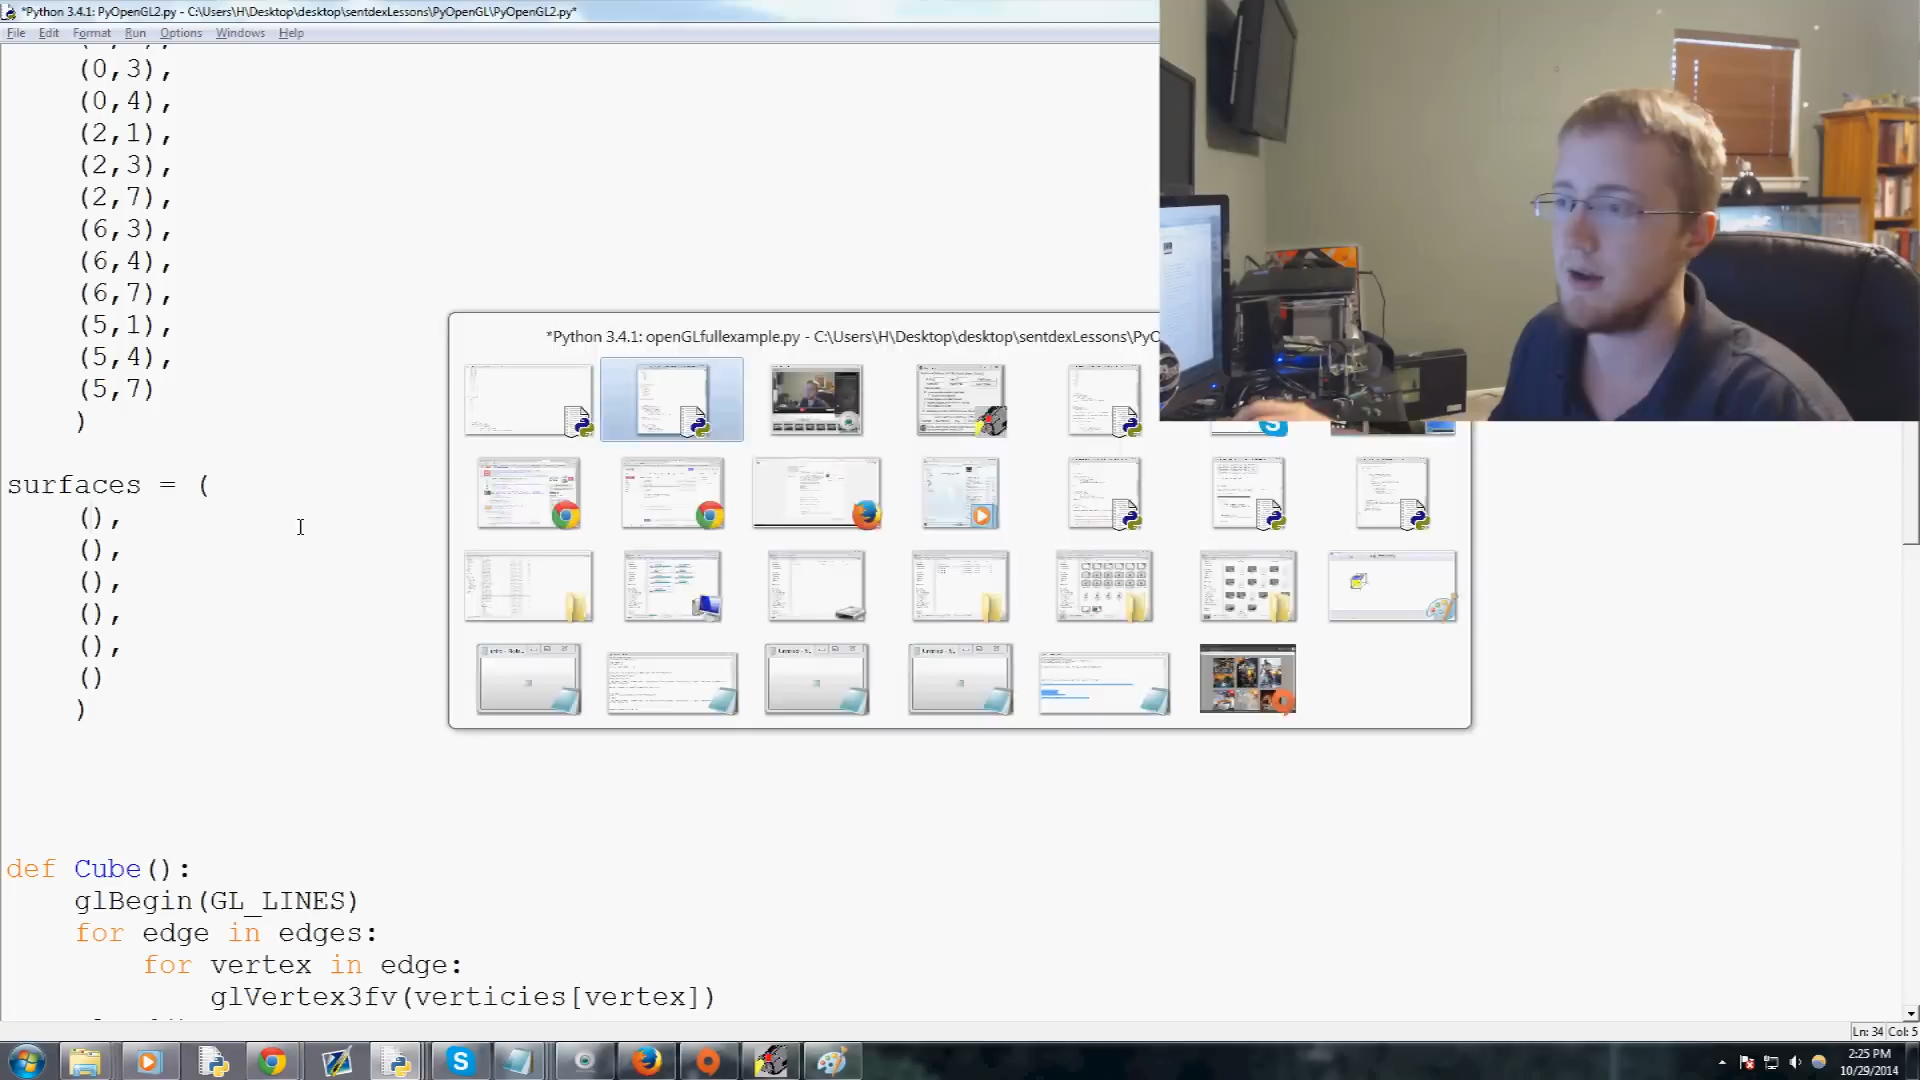 *Python 3.4.1: PyOpenGL2.py - C:\Users\H\Desktop\desktop\sentdexLessons\PyOpenGL\PyOpenGL2.py*
File Edit Format Run Options Windows Help
(0,3),
(0,4),
(2,1),
(2,3),
(2,7),
(6,3),
(6,4),
(6,7),
(5,1),
(5,4),
(5,7)
)
surfaces = (
(),
(),
(),
(),
(),
()
)
*Python 3.4.1: openGLfullexample.py - C:\Users\H\Desktop\desktop\sentdexLessons\PyO
def Cube():
glBegin(GL_LINES)
for edge in edges:
for vertex in edge:
glVertex3fv(verticies[vertex])
Ln: 34 Col: 5
2:25 PM
10/29/2014